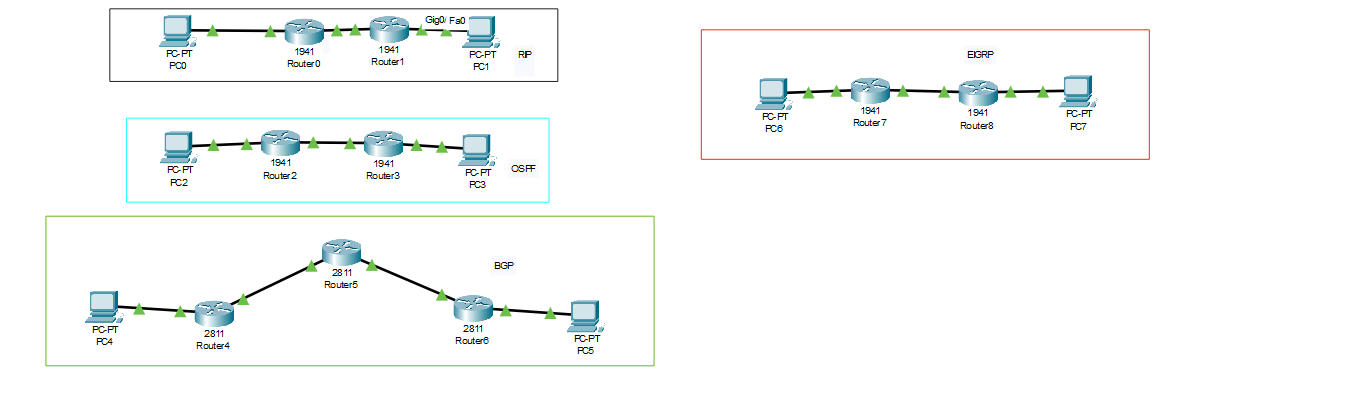 Gig0/ Fa0
PC-PT
PC0
1941
Router0
1941
Router1
PC-PT
PC1
RIP
EIGRP
PC-PT
PC6
1941
Router7
1941
Router8
PC-PT
PC7
PC-PT
PC2
1941
Router2
1941
Router3
PC-PT
PC3
OSPF
BGP
2811
Router5
PC-PT
PC4
2811
Router4
2811
Router6
PC-PT
PC5